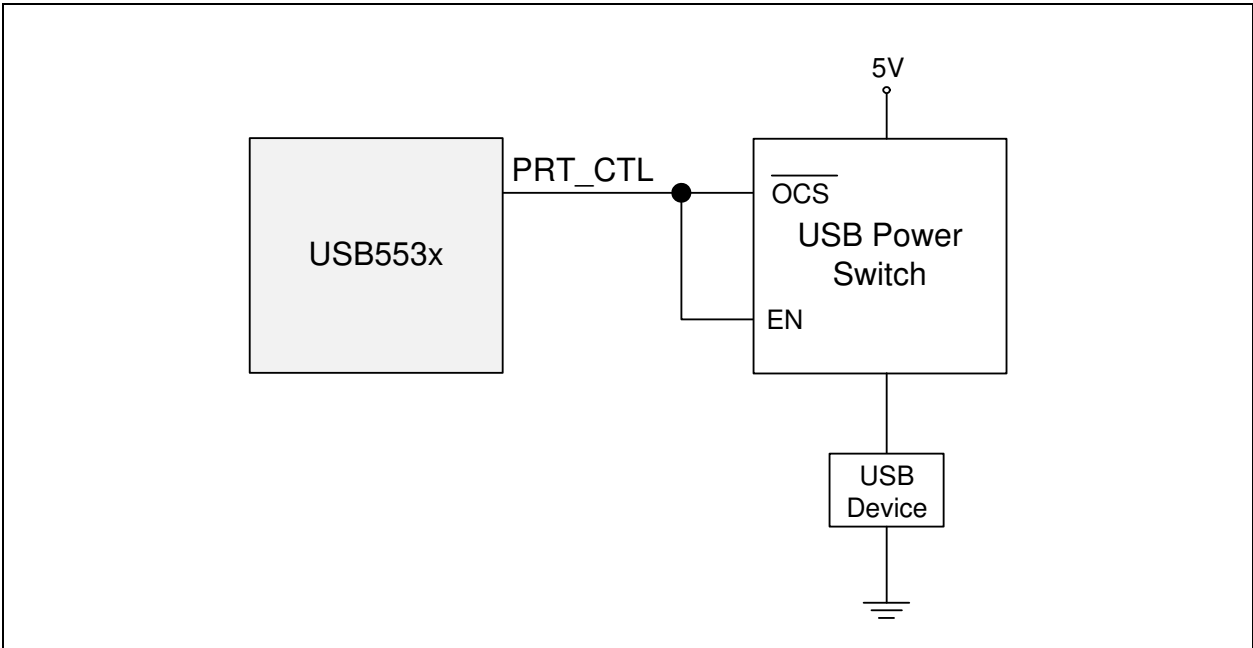 5V
PRT_CTL
OCS
USB553x
USB Power
Switch
EN
USB
Device